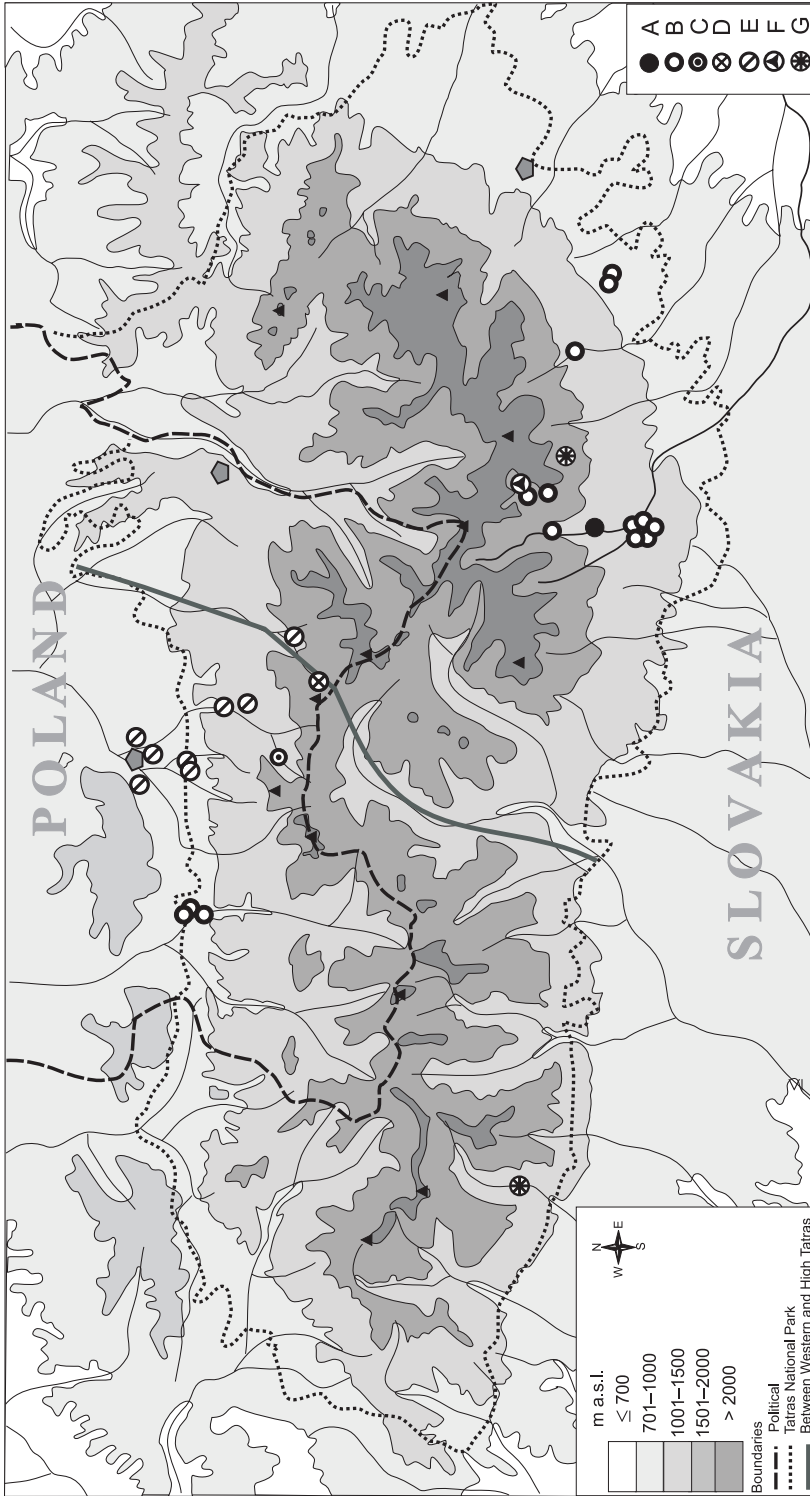 POLAND
SLOVAKIA
A
B
C
D
E
F
G
N
W E
S
m a.s.l.
≤ 700
701–1000
1001–1500
1501–2000
> 2000
Boundaries
Political
Tatras National Park
Between Western and High Tatras